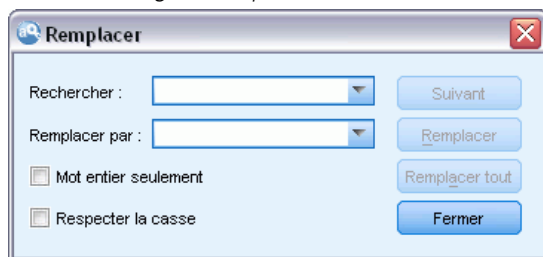 Remplacer
Rechercher :
Suivant
Remplacer par :
Remplacer
Mot entier seulement
Remplacer tout
Respecter la casse
Fermer